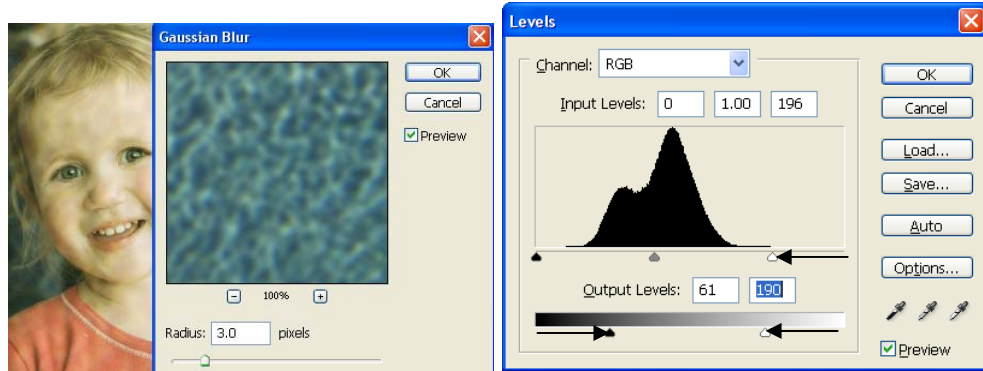 Gaussian Blur
OK
Cancel
Preview
100%
Radius: 3.0 pixels
Levels
Channel: RGB
Input Levels: 0 1.00 196
Output Levels: 61 190
OK
Cancel
Load...
Save...
Auto
Options...
Preview